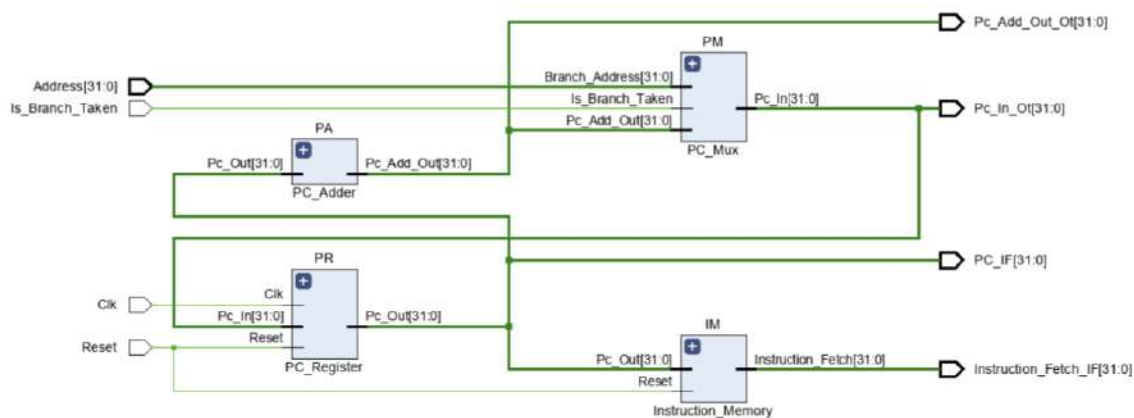 Pc_Add_Out_Ot[31:0]
PM
Address[31:0]
Branch_Address[31:0]
Is_Branch_Taken
Is_Branch_Taken
Pc_In[31:0]
Pc_In_Ot[31:0]
PA
Pc_Add_Out[31:0]
PC_Mux
Pc_Out[31:0]
Pc_Add_Out[31:0]
PC_Adder
PR
PC_IF[31:0]
Clk
Clk
Pc_In[31:0]
Pc_Out[31:0]
Reset
Reset
PC_Register
IM
Pc_Out[31:0]
Instruction_Fetch[31:0]
Instruction_Fetch_IF[31:0]
Reset
Instruction_Memory